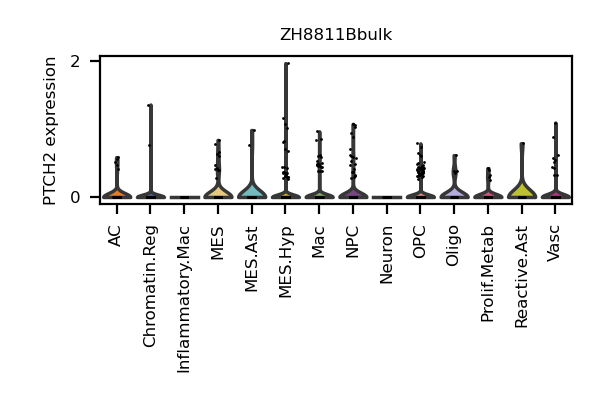 ZH8811Bbulk
PTCH2 expression
2
0
AC
Chromatin.Reg
Inflammatory.Mac
MES
MES.Ast
MES.Hyp
Mac
NPC
Neuron
OPC
Oligo
Prolif.Metab
Reactive.Ast
Vasc